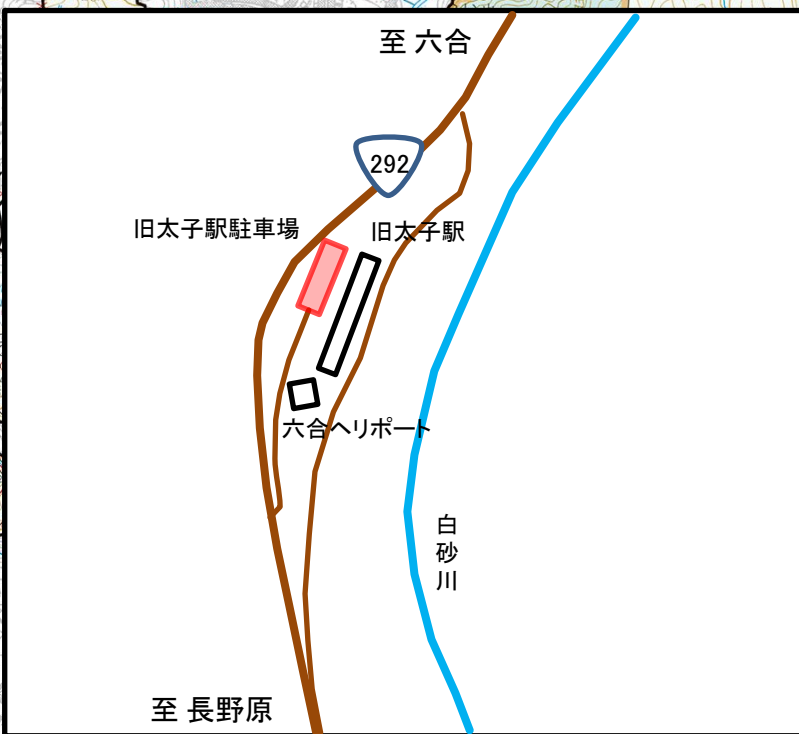 至 六合
292
旧太子駅駐車場
旧太子駅
六合ヘリポート
白砂川
至 長野原